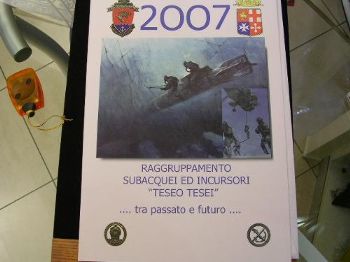 2007
RAGGRUPPAMENTO
SUBACQUEI ED INCURSORI
"TESEO TESEI"
.... tra passato e futuro ....